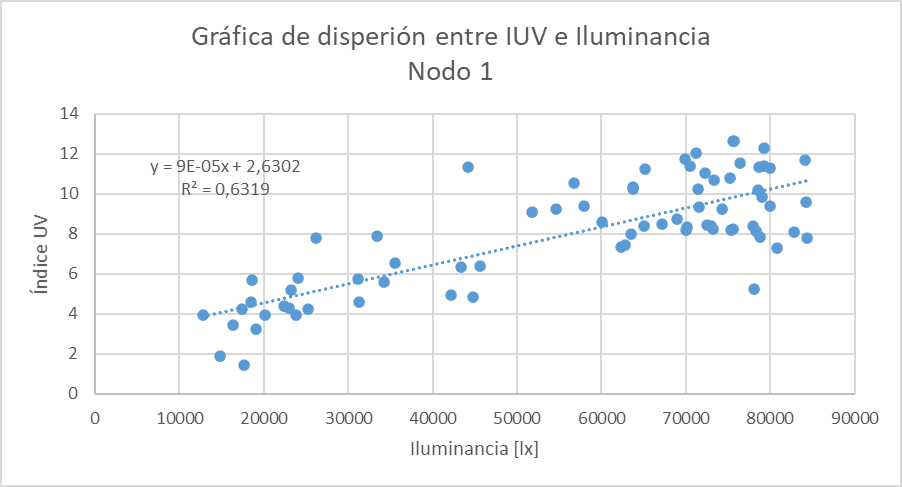 Gráfica de disperión entre IUV e Iluminancia
Nodo 1
y = 9E-05x + 2,6302
R² = 0,6319
Índice UV
14
12
10
8
6
4
2
0
0 10000 20000 30000 40000 50000 60000 70000 80000 90000
Iluminancia [lx]